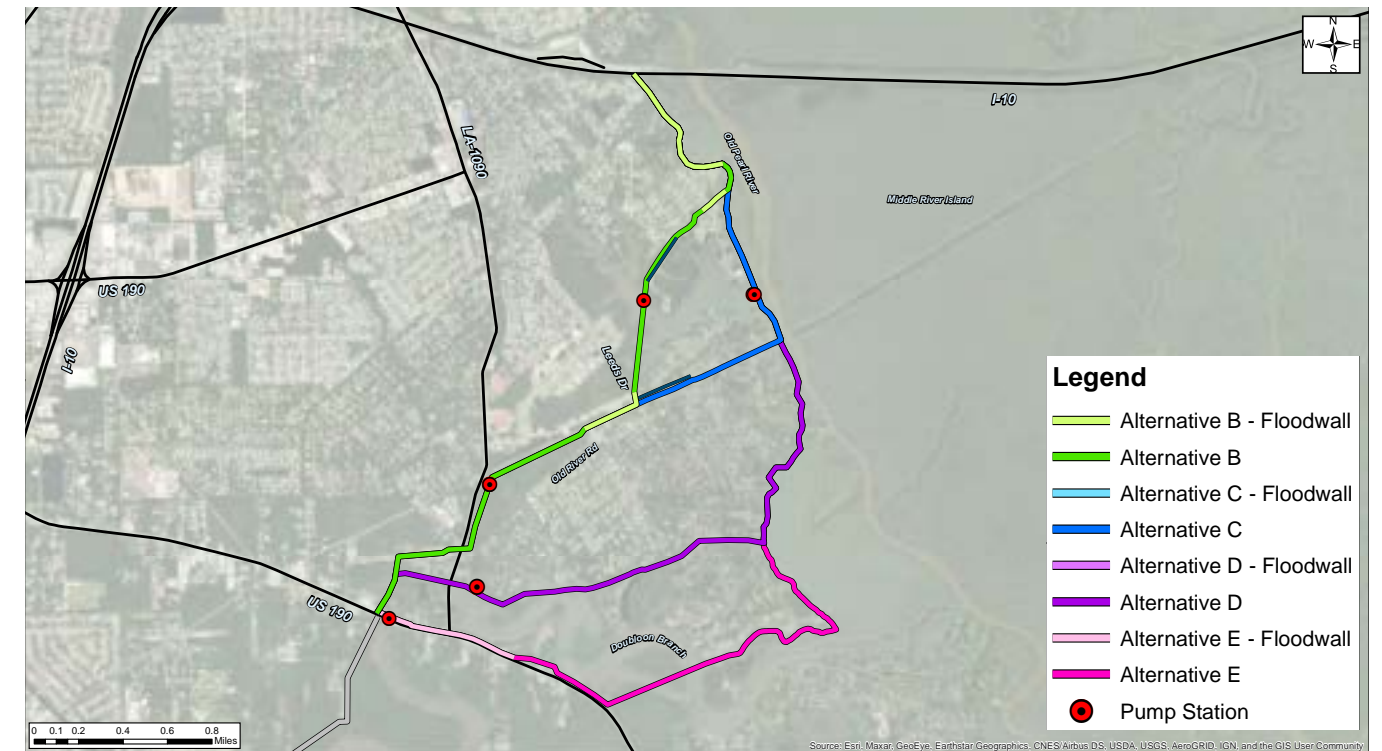 N
W E
S
I-10
LA-1090
Old Pearl River
Middle River Island
US 190
I-10
Leeds Dr
Old River Rd
US 190
Doubloon Branch
Legend
Alternative B - Floodwall
Alternative B
Alternative C - Floodwall
Alternative C
Alternative D - Floodwall
Alternative D
Alternative E - Floodwall
Alternative E
Pump Station
0 0.1 0.2 0.4 0.6 0.8
Miles
Source: Esri, Maxar, GeoEye, Earthstar Geographics, CNES/Airbus DS, USDA, USGS, AeroGRID, IGN, and the GIS User Community